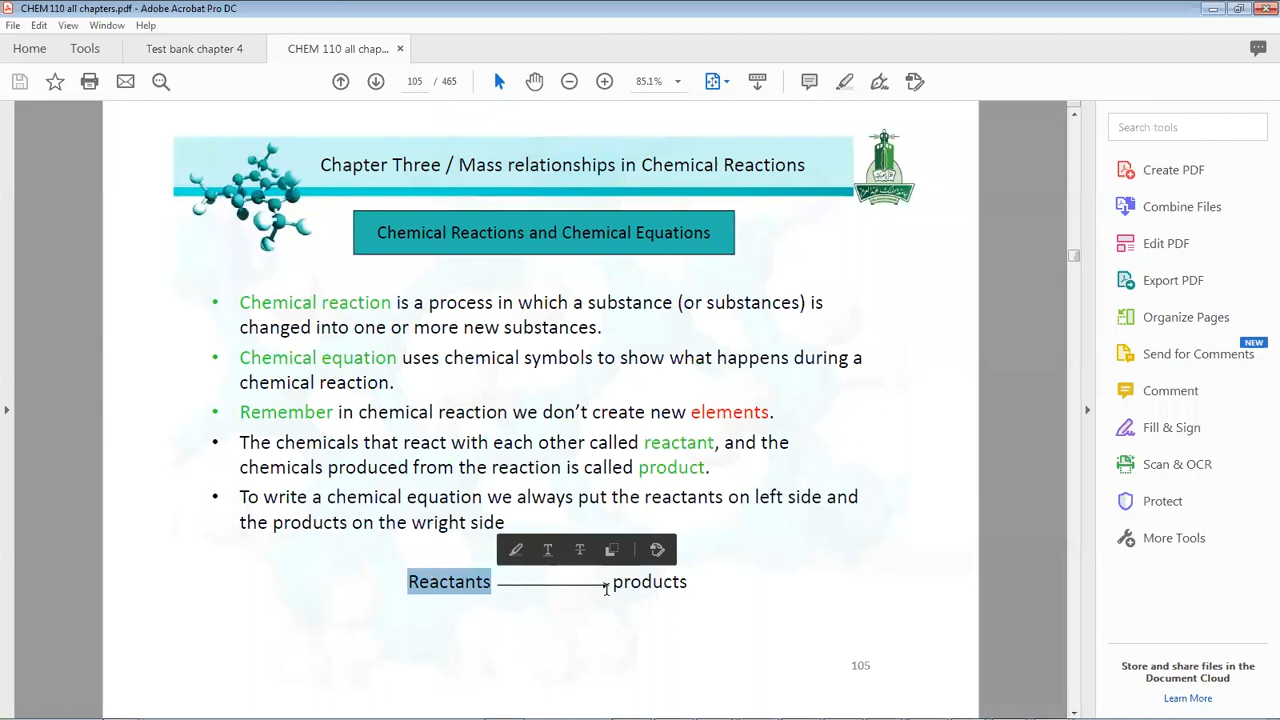 CHEM 110 all chapters.pdf - Adobe Acrobat Pro DC
File Edit View Window Help
Home Tools Test bank chapter 4 CHEM 110 all chap... ×
105 / 465 85.1%
Search tools
Chapter Three / Mass relationships in Chemical Reactions
Chemical Reactions and Chemical Equations
• Chemical reaction is a process in which a substance (or substances) is
changed into one or more new substances.
• Chemical equation uses chemical symbols to show what happens during a
chemical reaction.
• Remember in chemical reaction we don’t create new elements.
• The chemicals that react with each other called reactant, and the
chemicals produced from the reaction is called product.
• To write a chemical equation we always put the reactants on left side and
the products on the wright side
Reactants products
105
Create PDF
Combine Files
Edit PDF
Export PDF
Organize Pages
NEW
Send for Comments
Comment
Fill & Sign
Scan & OCR
Protect
More Tools
Store and share files in the
Document Cloud
Learn More